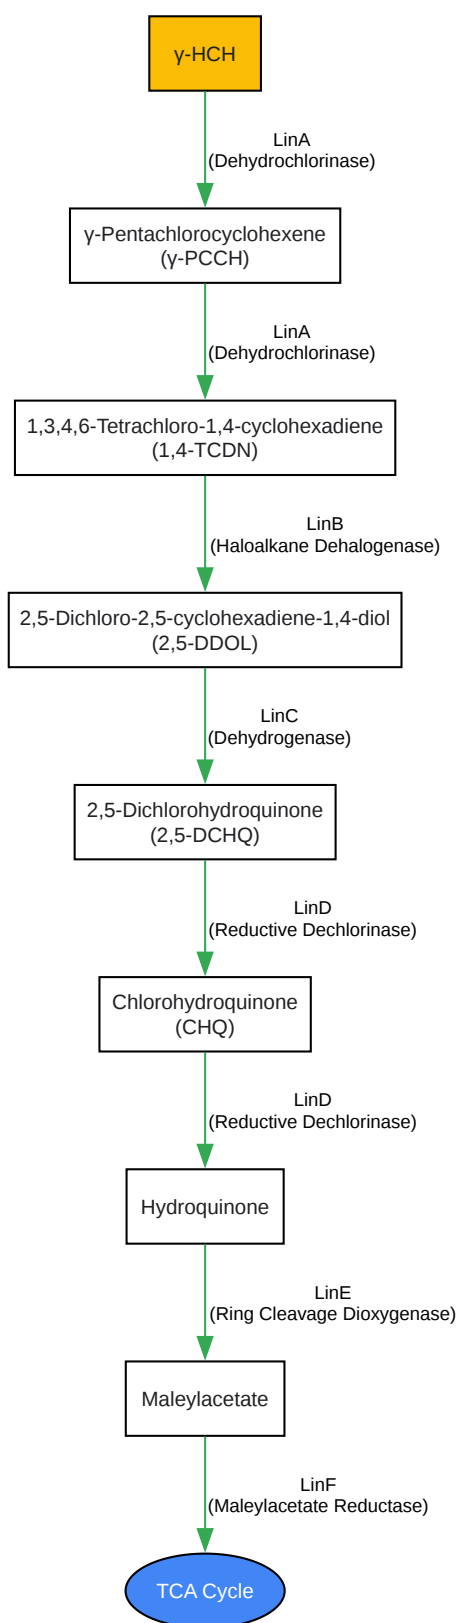 γ-HCH
LinA
(Dehydrochlorinase)
γ-Pentachlorocyclohexene
(γ-PCCH)
LinA
(Dehydrochlorinase)
1,3,4,6-Tetrachloro-1,4-cyclohexadiene
(1,4-TCDN)
LinB
(Haloalkane Dehalogenase)
2,5-Dichloro-2,5-cyclohexadiene-1,4-diol
(2,5-DDOL)
LinC
(Dehydrogenase)
2,5-Dichlorohydroquinone
(2,5-DCHQ)
LinD
(Reductive Dechlorinase)
Chlorohydroquinone
(CHQ)
LinD
(Reductive Dechlorinase)
Hydroquinone
LinE
(Ring Cleavage Dioxygenase)
Maleylacetate
LinF
(Maleylacetate Reductase)
TCA Cycle